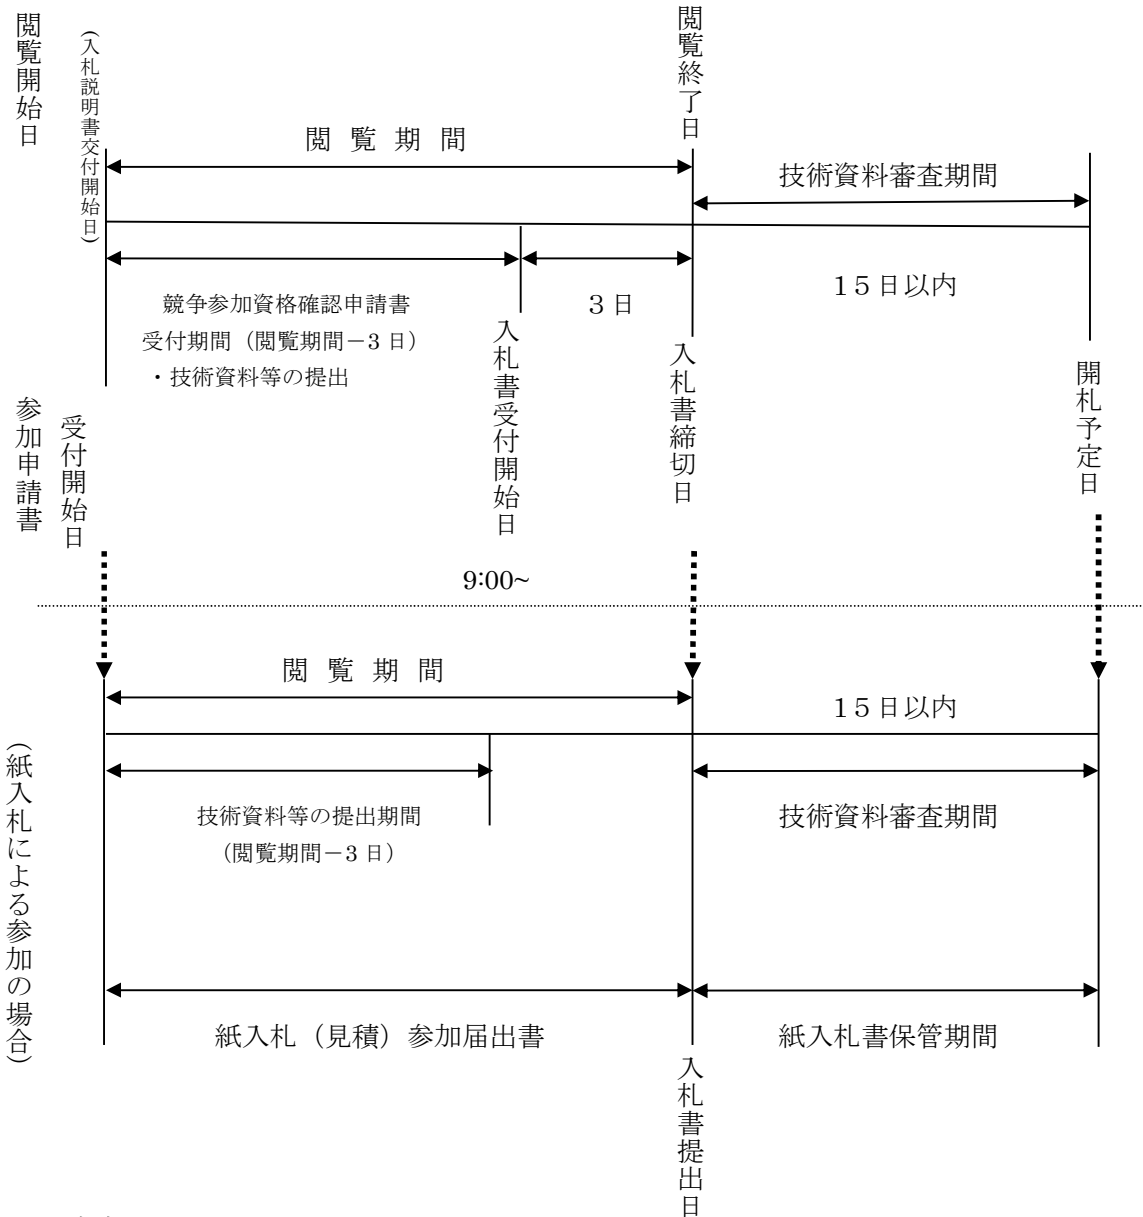 閲覧開始日
(入札説明書交付開始日)
閲覧終了日
閲 覧 期 間
技術資料審査期間
競争参加資格確認申請書
受付期間（閲覧期間－3 日）
・技術資料等の提出
3 日
１５日以内
入札書受付開始日
入札書締切日
開札予定日
参加申請書
受付開始日
9:00~
閲 覧 期 間
１５日以内
(紙入札による参加の場合)
技術資料等の提出期間
（閲覧期間－3 日）
技術資料審査期間
紙入札（見積）参加届出書
紙入札書保管期間
入札書提出日